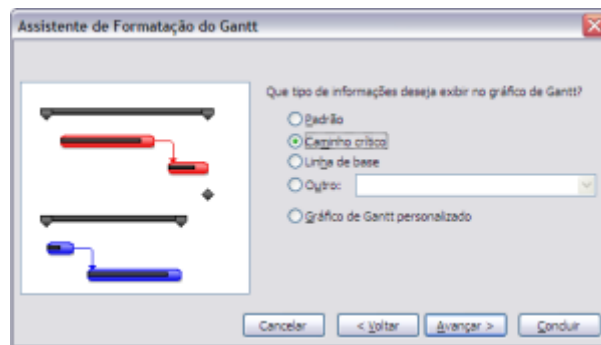 Assistente de Formatação do Gantt
Que tipo de informações deseja exibir no gráfico de Gantt?
Padrão
Caminho crítico
Linha de base
Outro:
Gráfico de Gantt personalizado
Cancelar < Voltar Avançar > Concluir